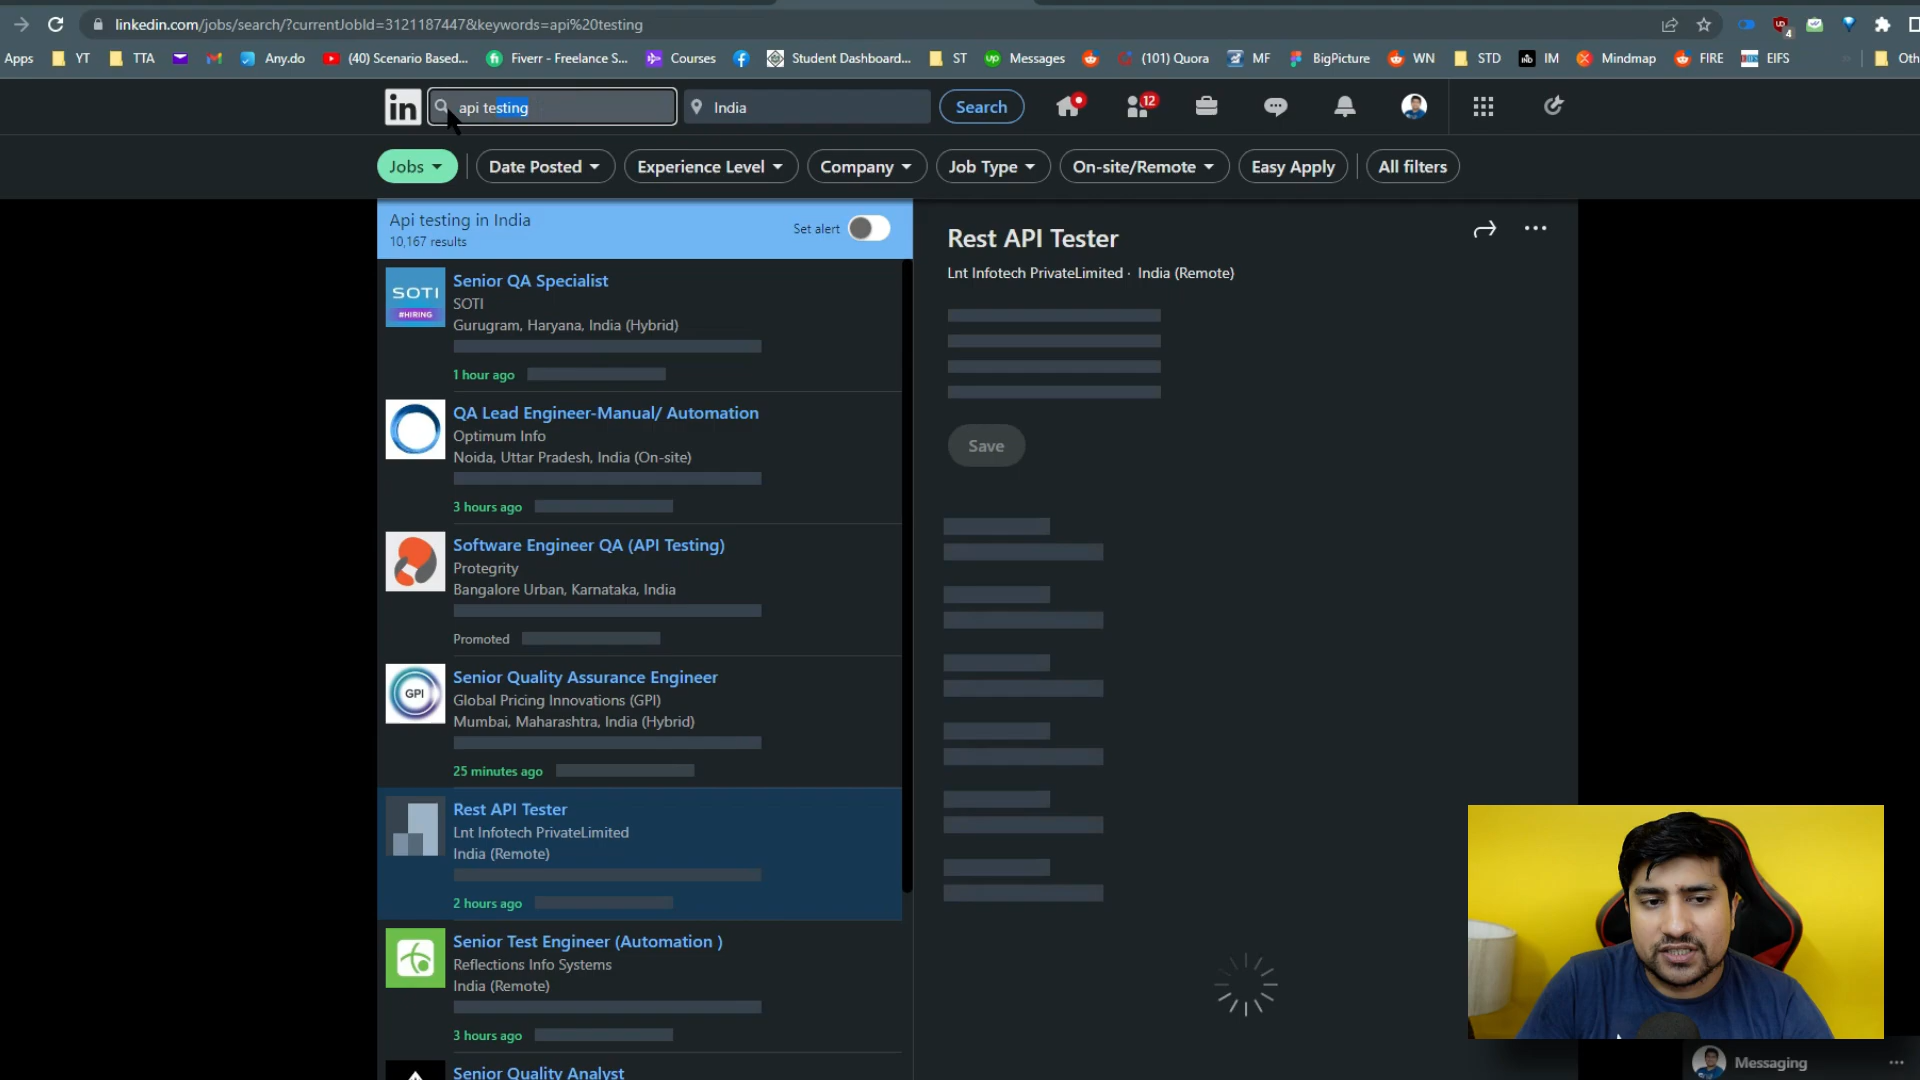 linkedin.com/jobs/search/?currentJobId=3121187447&keywords=api%20testing
4
Apps YT TTA Any.do (40) Scenario Based... Fiverr - Freelance S... Courses Student Dashboard... ST up Messages (101) Quora MF BigPicture WN STD IM Mindmap FIRE EIFS Oth
in api testing India Search 12
Jobs Date Posted Experience Level Company Job Type On-site/Remote Easy Apply All filters
Api testing in India
10,167 results
Set alert
SOTI
#HIRING
Senior QA Specialist
SOTI
Gurugram, Haryana, India (Hybrid)
1 hour ago
QA Lead Engineer-Manual/ Automation
Optimum Info
Noida, Uttar Pradesh, India (On-site)
3 hours ago
Software Engineer QA (API Testing)
Protegrity
Bangalore Urban, Karnataka, India
Promoted
GPI
Senior Quality Assurance Engineer
Global Pricing Innovations (GPI)
Mumbai, Maharashtra, India (Hybrid)
25 minutes ago
Rest API Tester
Lnt Infotech PrivateLimited
India (Remote)
2 hours ago
Senior Test Engineer (Automation )
Reflections Info Systems
India (Remote)
3 hours ago
Senior Quality Analyst
Rest API Tester
Lnt Infotech PrivateLimited · India (Remote)
Save
Messaging